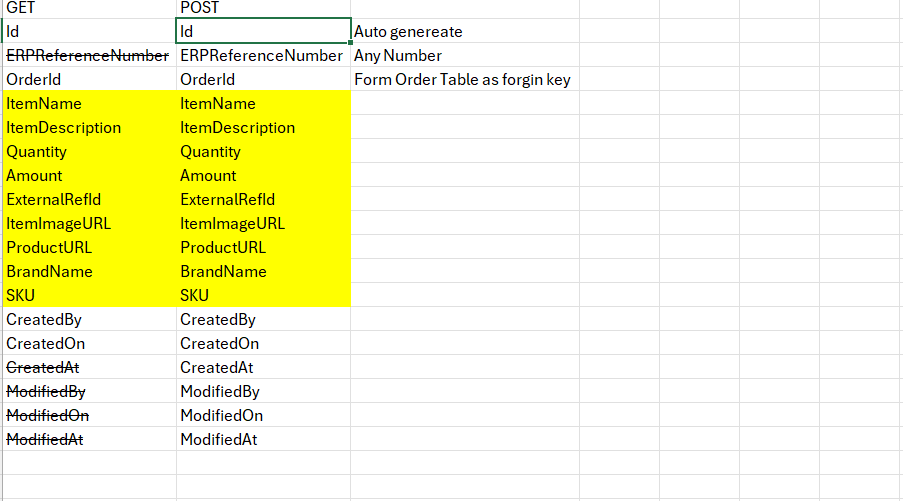 GET POST
Id Id Auto genereate
ERPReferenceNumber ERPReferenceNumber Any Number
OrderId OrderId Form Order Table as forgin key
ItemName ItemName
ItemDescription ItemDescription
Quantity Quantity
Amount Amount
ExternalRefId ExternalRefId
ItemImageURL ItemImageURL
ProductURL ProductURL
BrandName BrandName
SKU SKU
CreatedBy CreatedBy
CreatedOn CreatedOn
CreatedAt CreatedAt
ModifiedBy ModifiedBy
ModifiedOn ModifiedOn
ModifiedAt ModifiedAt